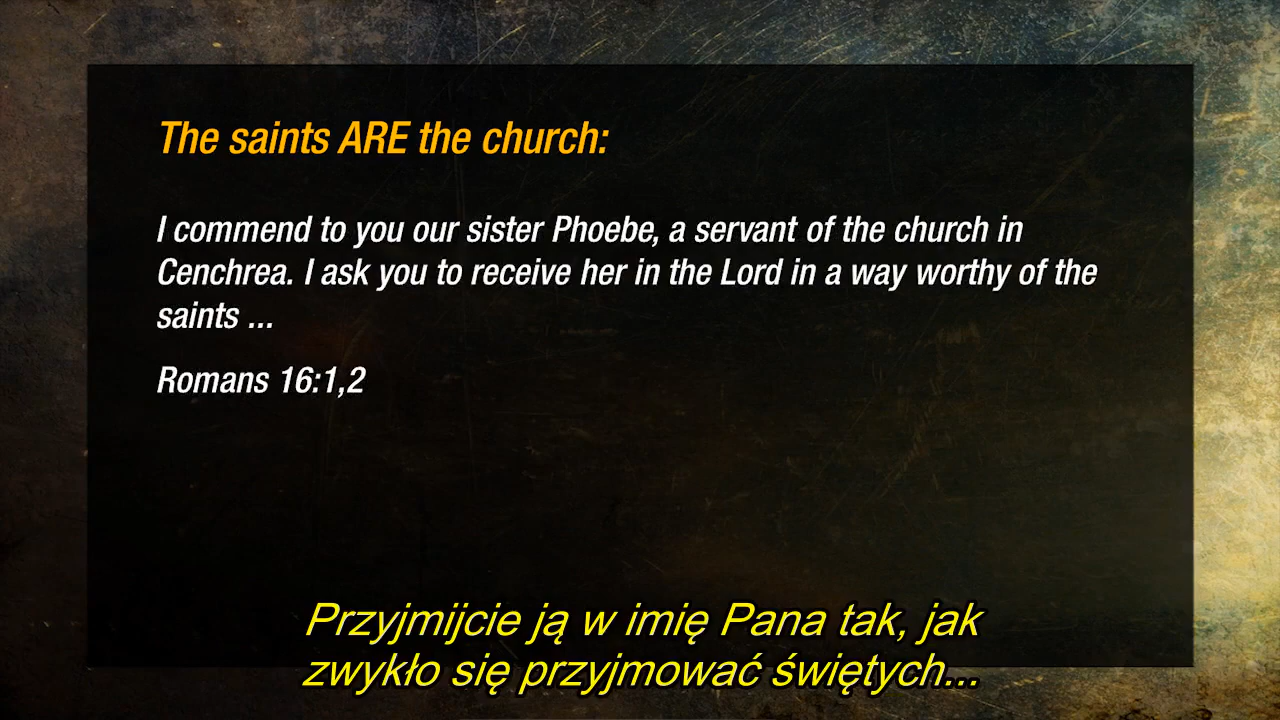 The saints ARE the church:
I commend to you our sister Phoebe, a servant of the church in
Cenchrea. I ask you to receive her in the Lord in a way worthy of the
saints ...
Romans 16:1,2
Przyjmijcie ją w imię Pana tak, jak
zwykło się przyjmować świętych...